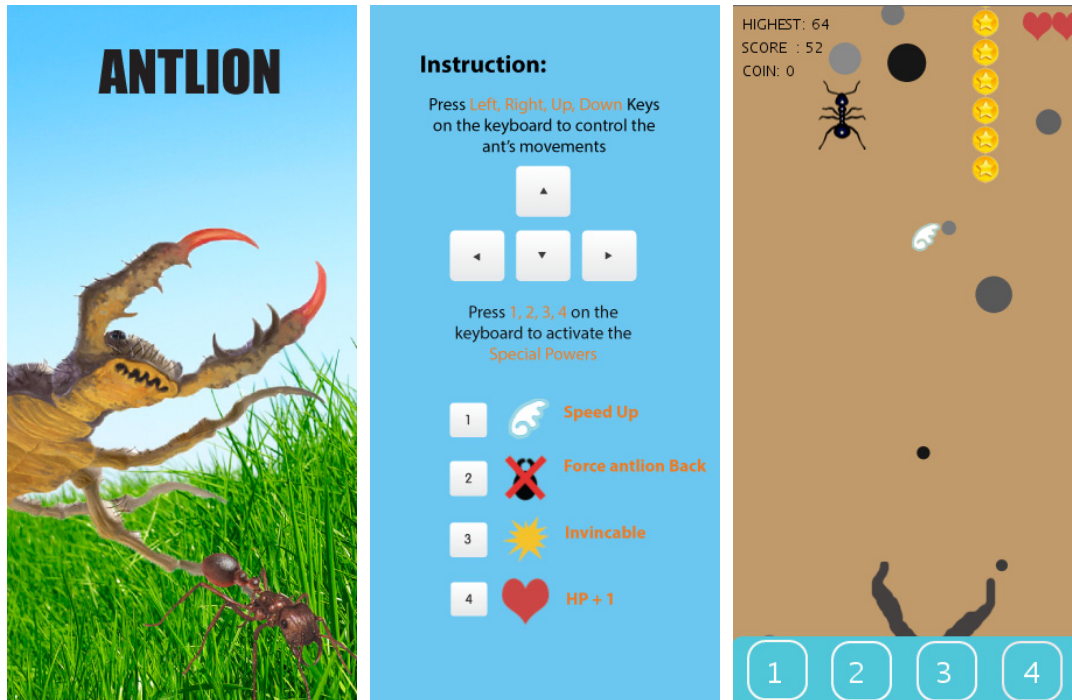 ANTLION
Instruction:
Press Left, Right, Up, Down Keys
on the keyboard to control the
ant's movements
Press 1, 2, 3, 4 on the
keyboard to activate the
Special Powers
1 Speed Up
2 Force antlion Back
3 Invincable
4 HP + 1
HIGHEST: 64
SCORE : 52
COIN: 0
1 2 3 4